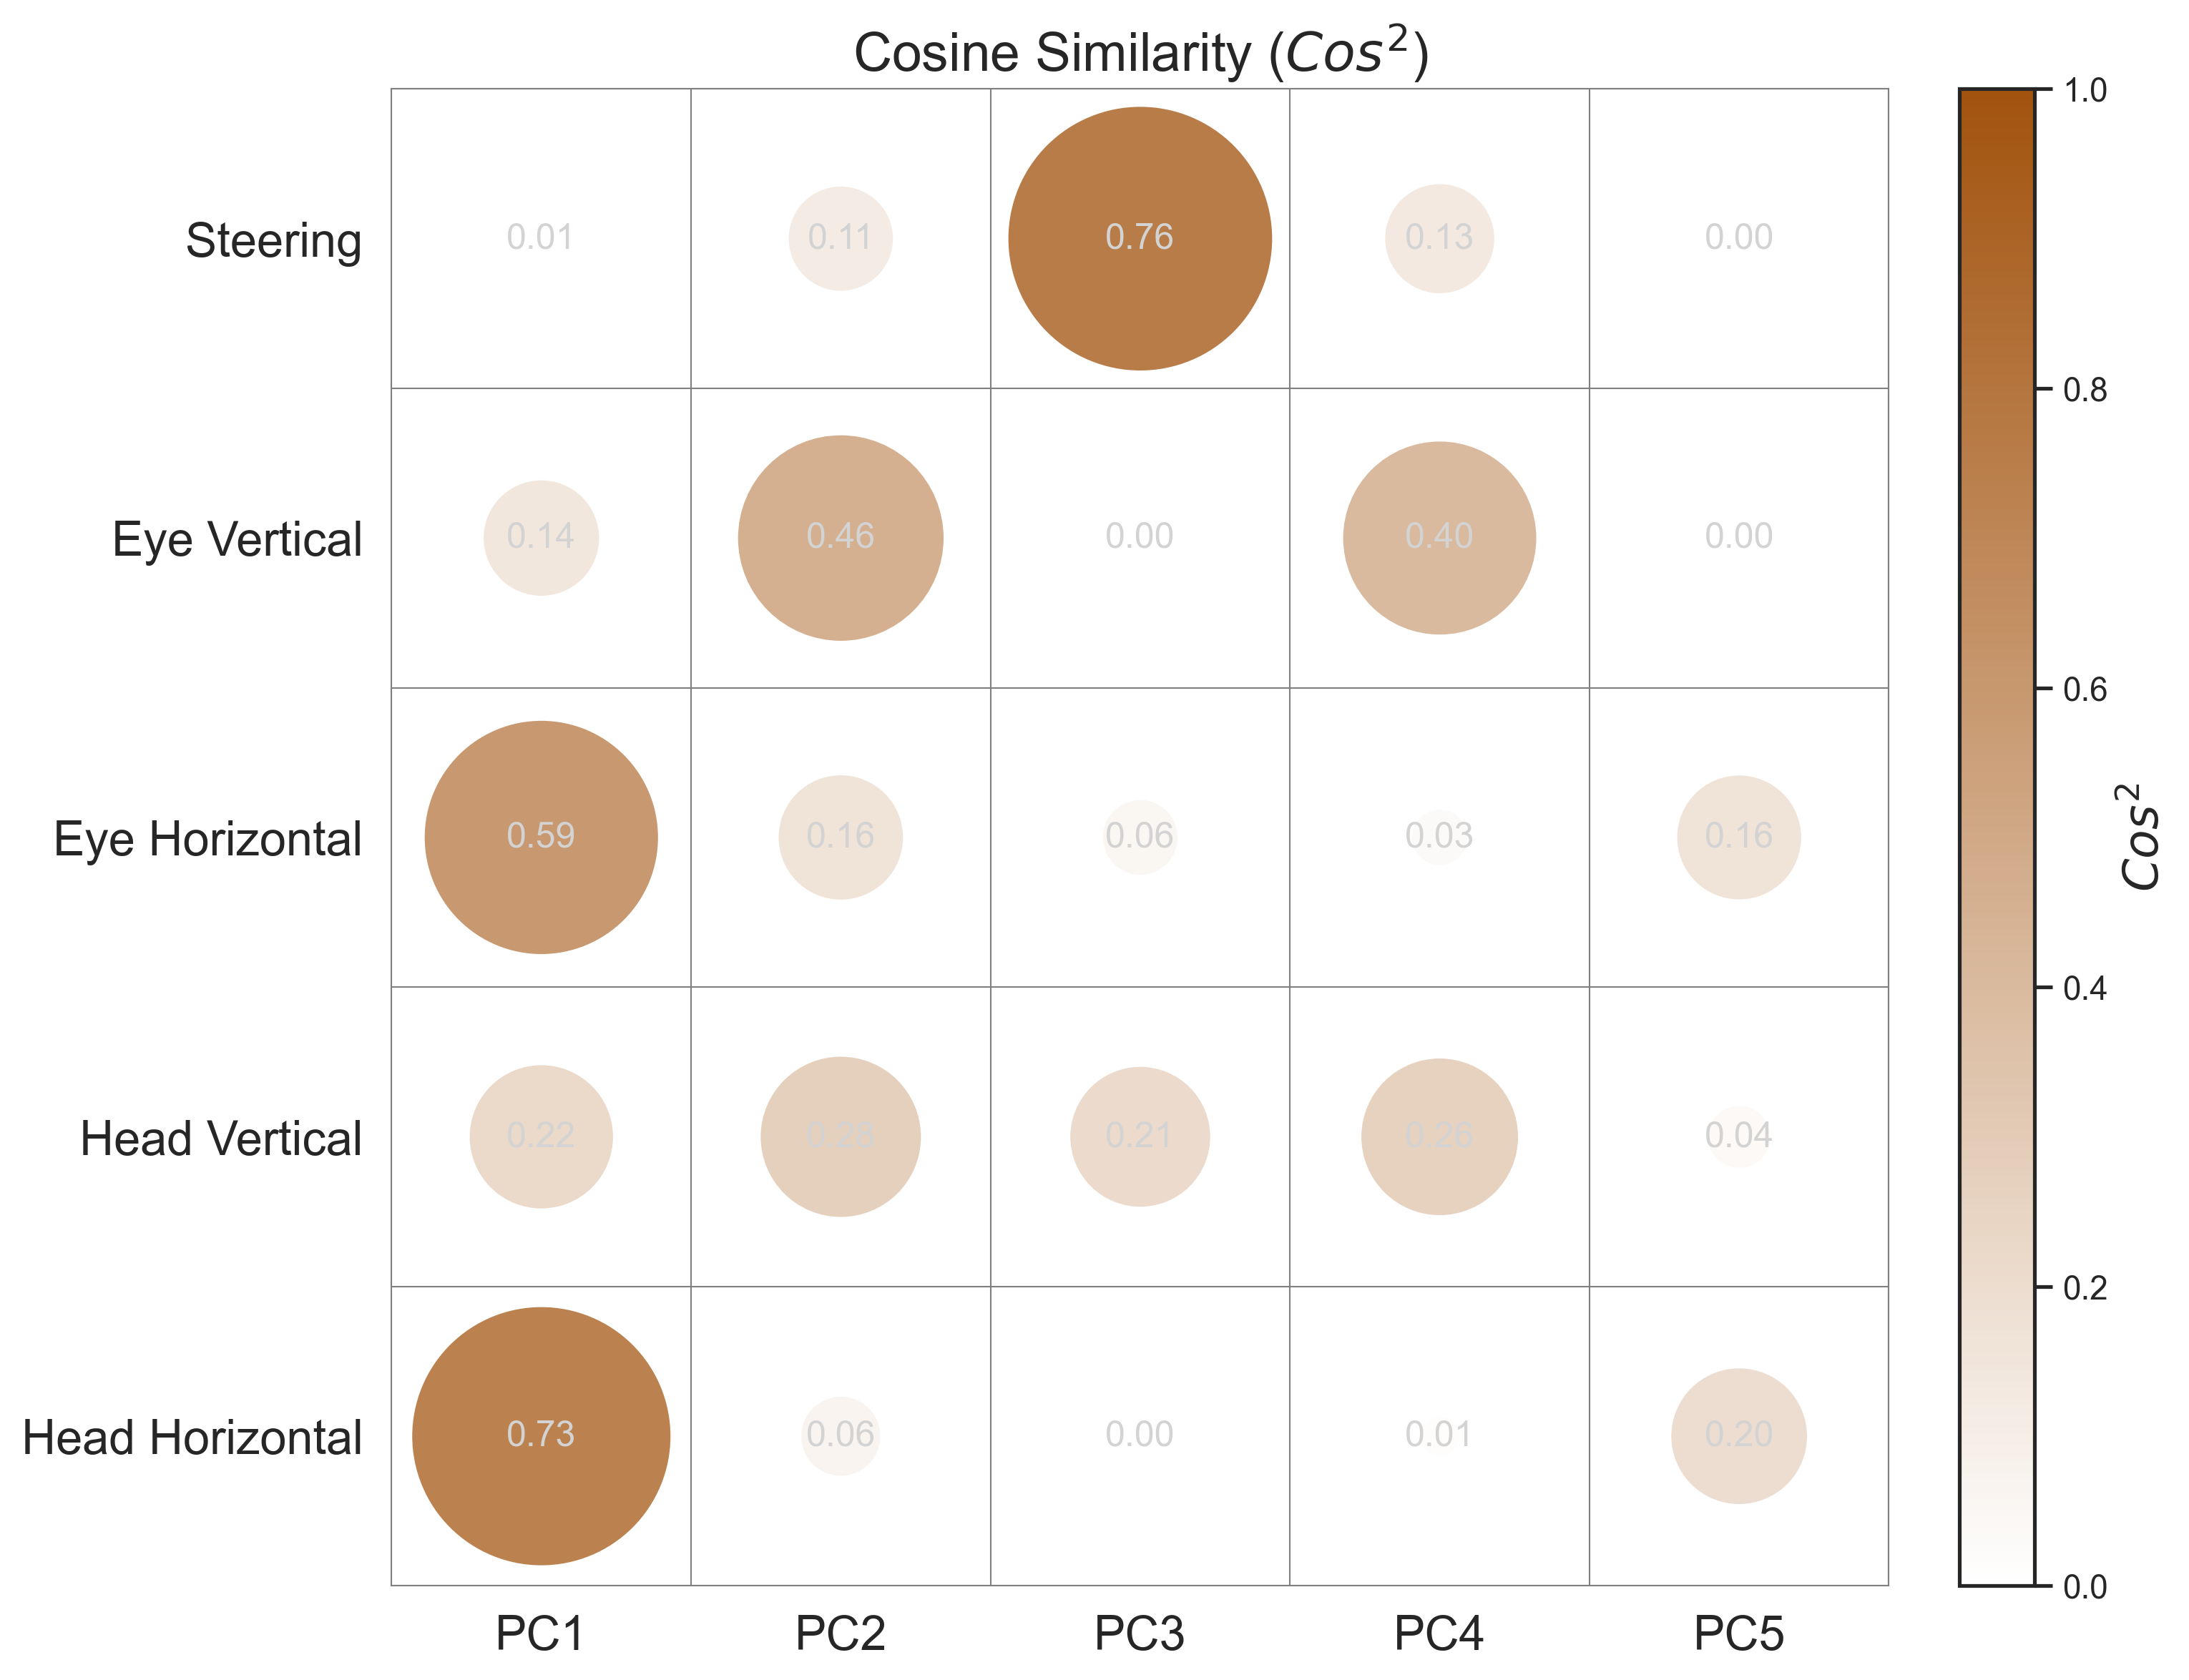 Cosine Similarity (Cos²)
Steering
0.01 0.11 0.76 0.13 0.00
Eye Vertical
0.14 0.46 0.00 0.40 0.00
Eye Horizontal
0.59 0.16 0.06 0.03 0.16
Head Vertical
0.22 0.28 0.21 0.26 0.04
Head Horizontal
0.73 0.06 0.00 0.01 0.20
PC1 PC2 PC3 PC4 PC5
1.0
0.8
0.6
0.4
0.2
0.0
Cos²